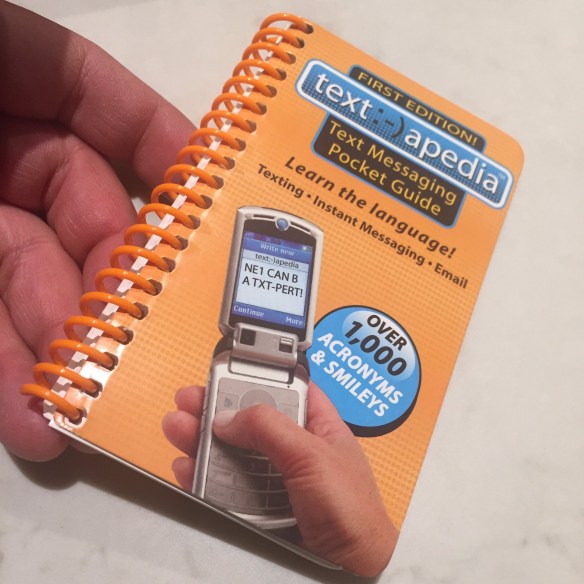 FIRST EDITION!
text:-)apedia™
Text Messaging
Pocket Guide
Learn the language!
Texting • Instant Messaging • Email
Write New
text:-)apedia
NE1 CAN B
A TXT-PERT!
Continue More
OVER
1,000
ACRONYMS
& SMILEYS